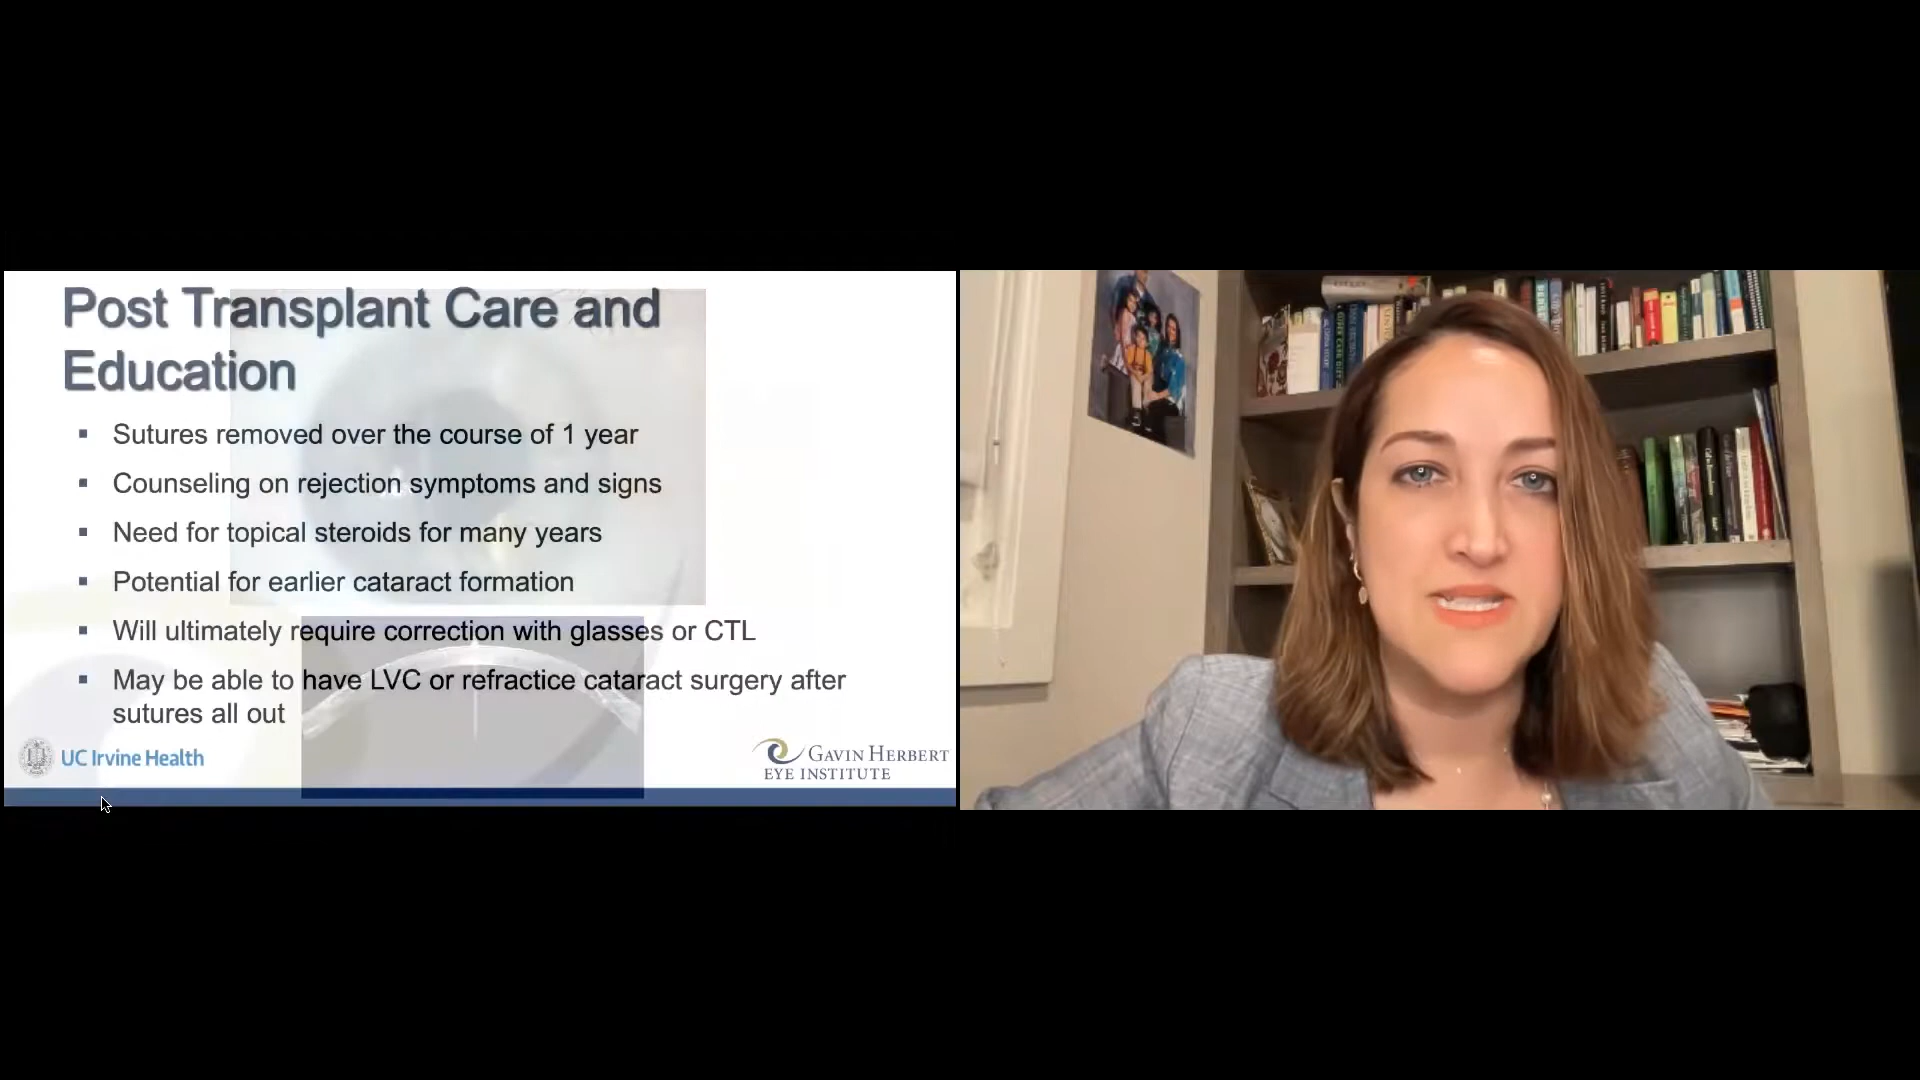 Post Transplant Care and
Education
▪ Sutures removed over the course of 1 year
▪ Counseling on rejection symptoms and signs
▪ Need for topical steroids for many years
▪ Potential for earlier cataract formation
▪ Will ultimately require correction with glasses or CTL
▪ May be able to have LVC or refractice cataract surgery after
sutures all out
UC Irvine Health
GAVIN HERBERT
EYE INSTITUTE